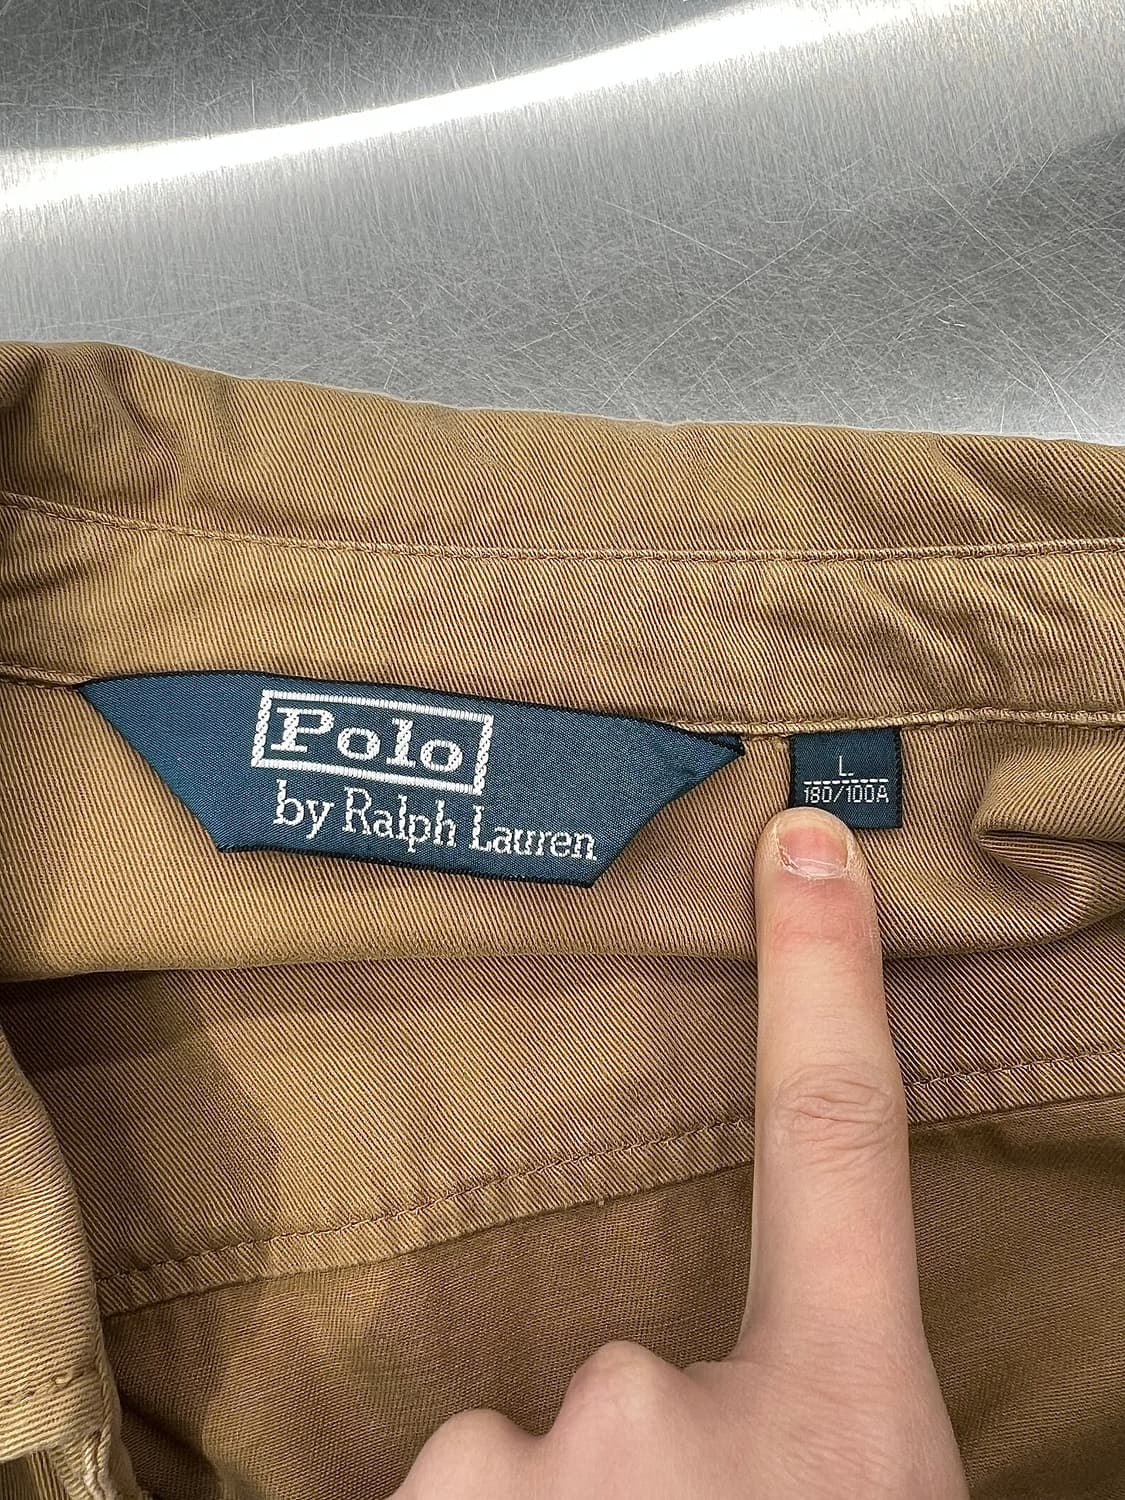 Polo
by Ralph Lauren
L
180/100A